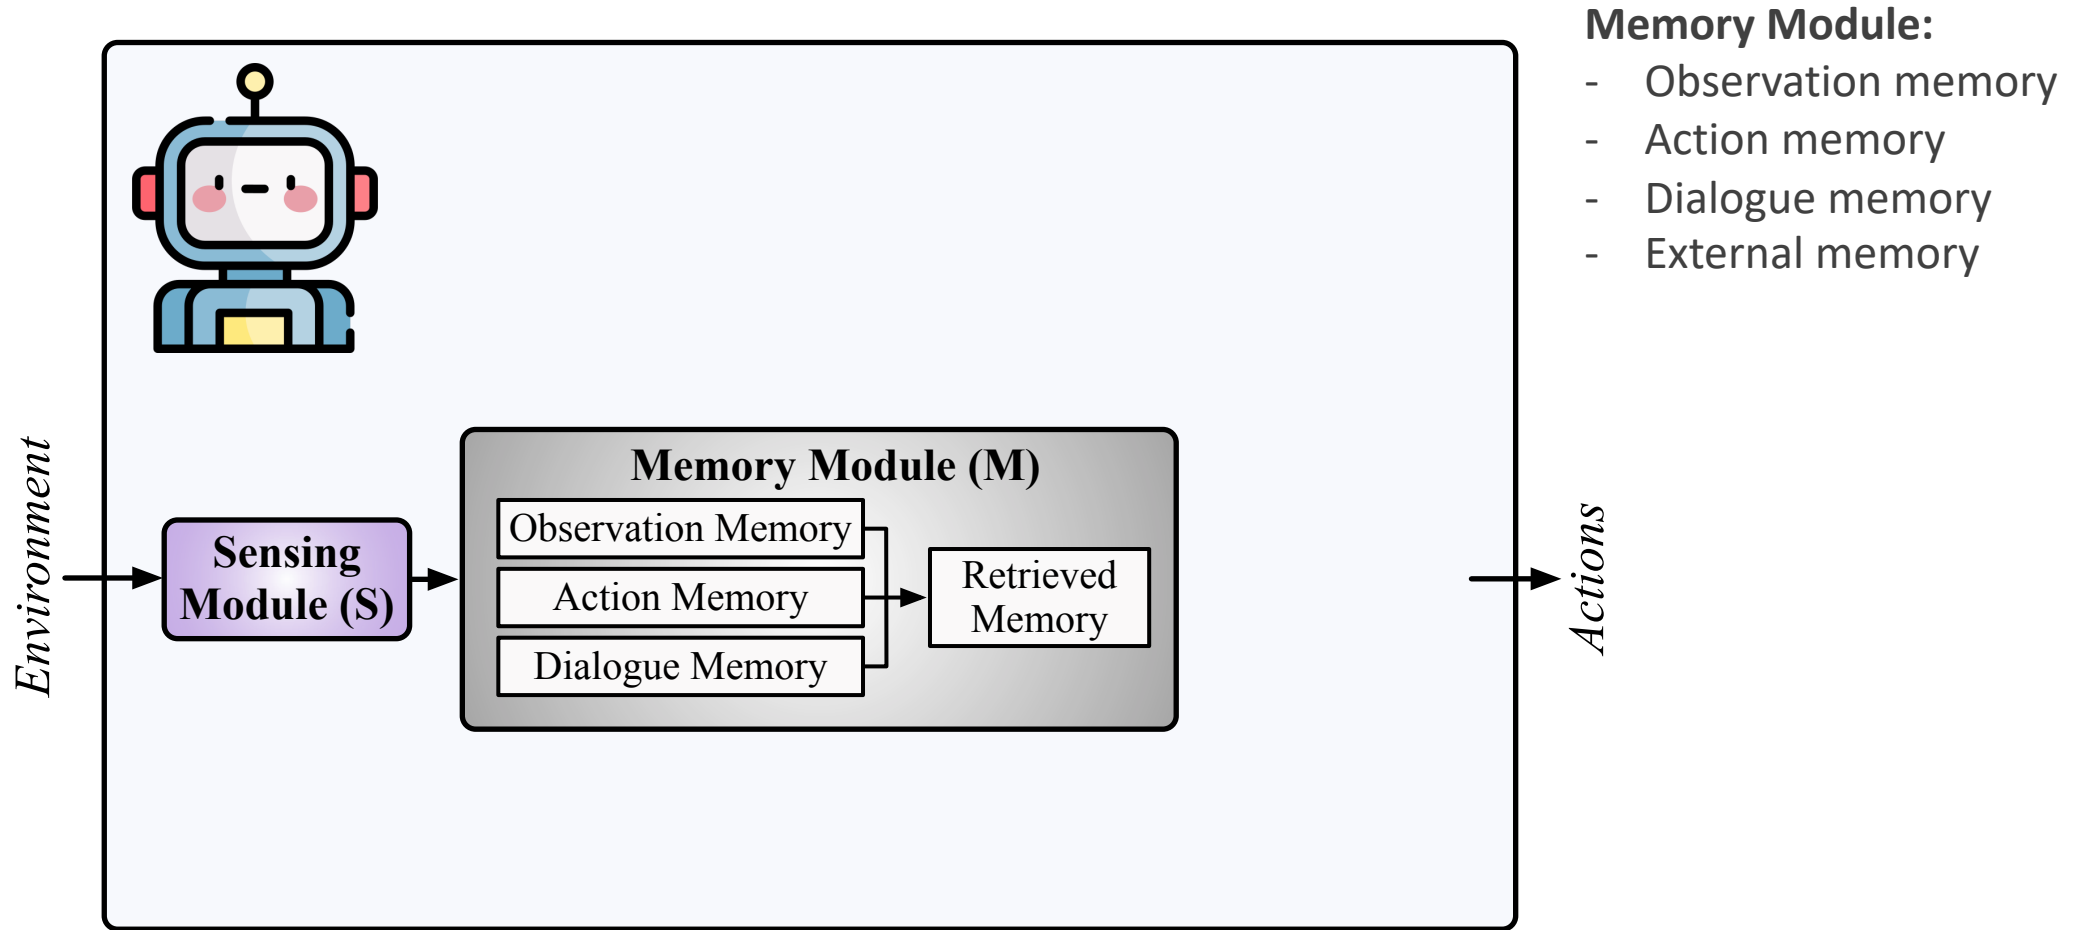 Memory Module:
- Observation memory
- Action memory
- Dialogue memory
- External memory
Environment
Sensing
Module (S)
Memory Module (M)
Observation Memory
Action Memory
Dialogue Memory
Retrieved
Memory
Actions